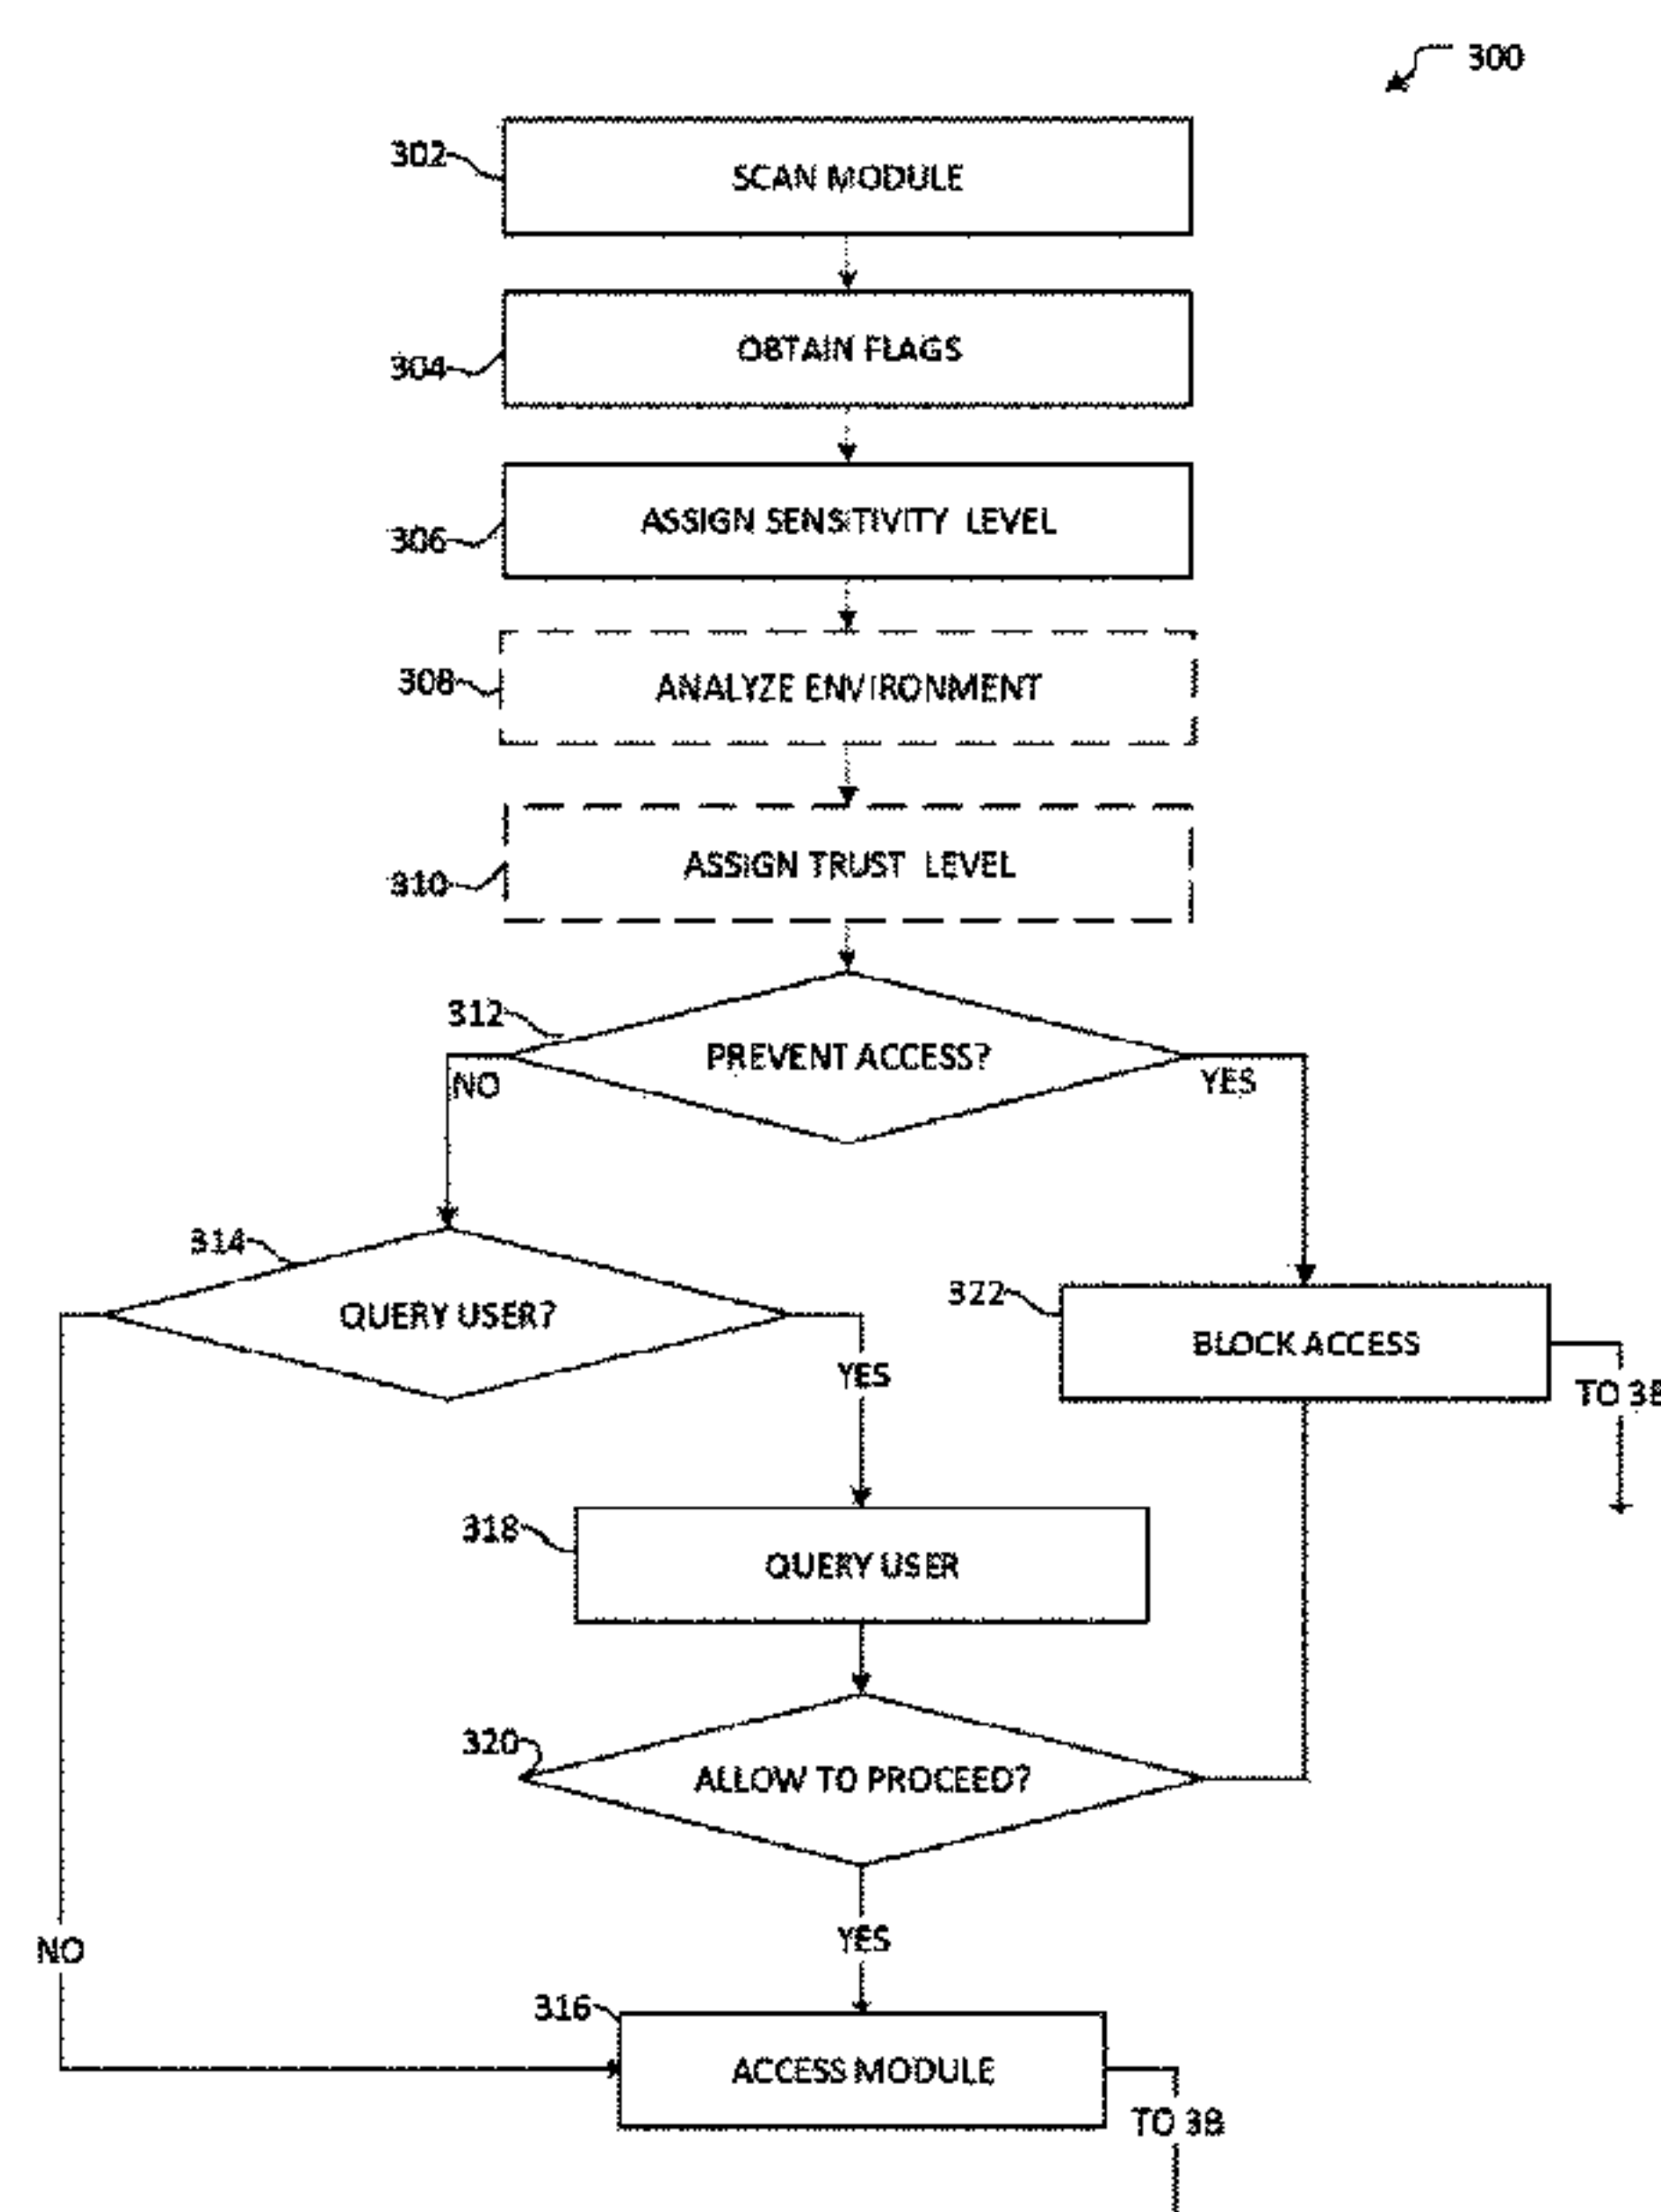 300
302
SCAN MODULE
304
OBTAIN FLAGS
306
ASSIGN SENSITIVITY LEVEL
308
ANALYZE ENVIRONMENT
310
ASSIGN TRUST LEVEL
312
PREVENT ACCESS?
NO
YES
314
QUERY USER?
322
BLOCK ACCESS
YES
TO 3B
318
QUERY USER
320
ALLOW TO PROCEED?
NO
YES
316
ACCESS MODULE
TO 3B